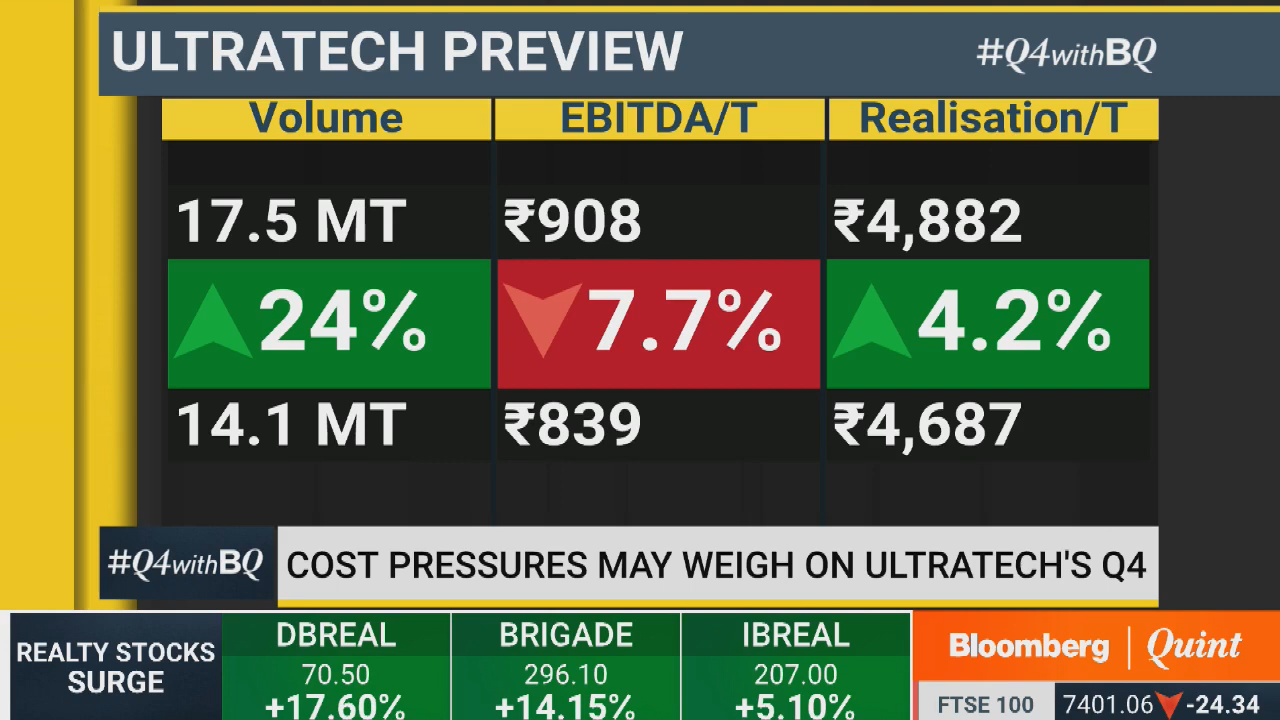 ULTRATECH PREVIEW
#Q4withBQ
Volume EBITDA/T Realisation/T
17.5 MT ₹908 ₹4,882
24% 7.7% 4.2%
14.1 MT ₹839 ₹4,687
#Q4withBQ COST PRESSURES MAY WEIGH ON ULTRATECH'S Q4
REALTY STOCKS
SURGE
DBREAL
70.50
+17.60%
BRIGADE
296.10
+14.15%
IBREAL
207.00
+5.10%
Bloomberg | Quint
FTSE 100 7401.06 -24.34